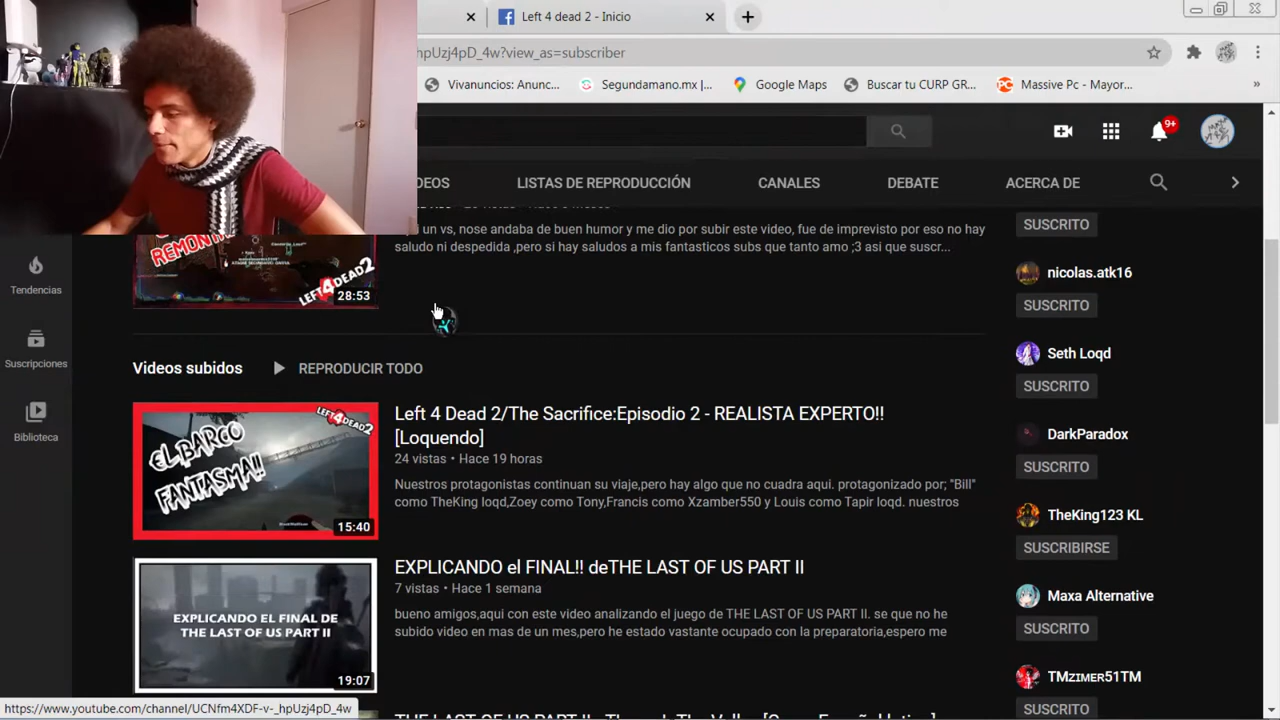 Left 4 dead 2 - Inicio
hpUzj4pD_4w?view_as=subscriber
Vivanuncios: Anunc...
Segundamano.mx |...
Google Maps
Buscar tu CURP GR...
Massive Pc - Mayor...
»
9+
DEOS
LISTAS DE REPRODUCCIÓN
CANALES
DEBATE
ACERCA DE
l un vs, nose andaba de buen humor y me dio por subir este video, fue de imprevisto por eso no hay
saludo ni despedida ,pero si hay saludos a mis fantasticos subs que tanto amo ;3 asi que suscr...
REMONT
LEFT 4 DEAD 2
28:53
Tendencias
Suscripciones
Biblioteca
Videos subidos
REPRODUCIR TODO
EL BARCO
FANTASMA!!
LEFT 4 DEAD 2
15:40
Left 4 Dead 2/The Sacrifice:Episodio 2 - REALISTA EXPERTO!!
[Loquendo]
24 vistas • Hace 19 horas
Nuestros protagonistas continuan su viaje,pero hay algo que no cuadra aqui. protagonizado por; "Bill"
como TheKing loqd,Zoey como Tony,Francis como Xzamber550 y Louis como Tapir loqd. nuestros
EXPLICANDO EL FINAL DE
THE LAST OF US PART II
19:07
EXPLICANDO el FINAL!! deTHE LAST OF US PART II
7 vistas • Hace 1 semana
bueno amigos,aqui con este video analizando el juego de THE LAST OF US PART II. se que no he
subido video en mas de un mes,pero he estado vastante ocupado con la preparatoria,espero me
SUSCRITO
nicolas.atk16
SUSCRITO
Seth Loqd
SUSCRITO
DarkParadox
SUSCRITO
TheKing123 KL
SUSCRIBIRSE
Maxa Alternative
SUSCRITO
TMZIMER51TM
SUSCRITO
https://www.youtube.com/channel/UCNfm4XDF-v-_hpUzj4pD_4w